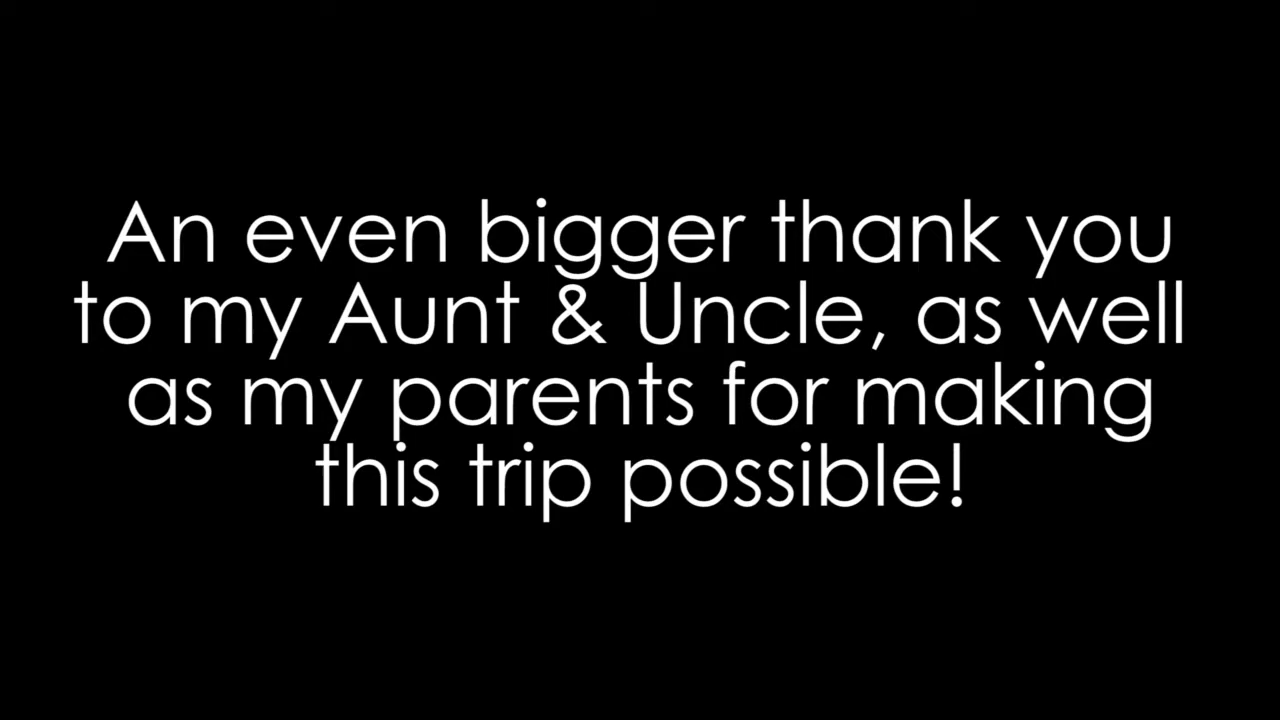 An even bigger thank you
to my Aunt & Uncle, as well
as my parents for making
this trip possible!